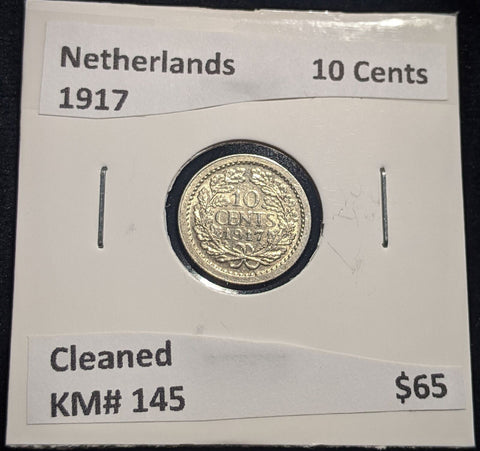 Netherlands 10 Cents
1917
10
CENTS
1917
Cleaned
KM# 145 $65